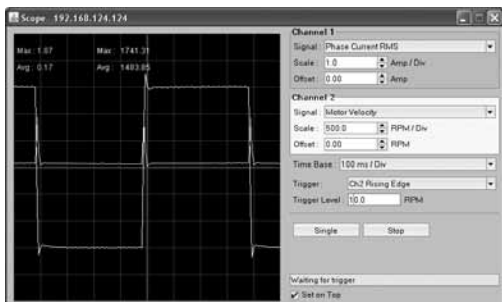 Scope 192.168.124.124
Max : 1.87 Max : 1741.31
Avg : 0.17 Avg : 1483.85
Channel 1
Signal : Phase Current RMS
Scale : 1.0 Amp / Div
Offset : 0.00 Amp
Channel 2
Signal : Motor Velocity
Scale : 500.0 RPM / Div
Offset : 0.00 RPM
Time Base : 100 ms / Div
Trigger : Ch2 Rising Edge
Trigger Level : 10.0 RPM
Single Stop
Waiting for trigger
Set on Top